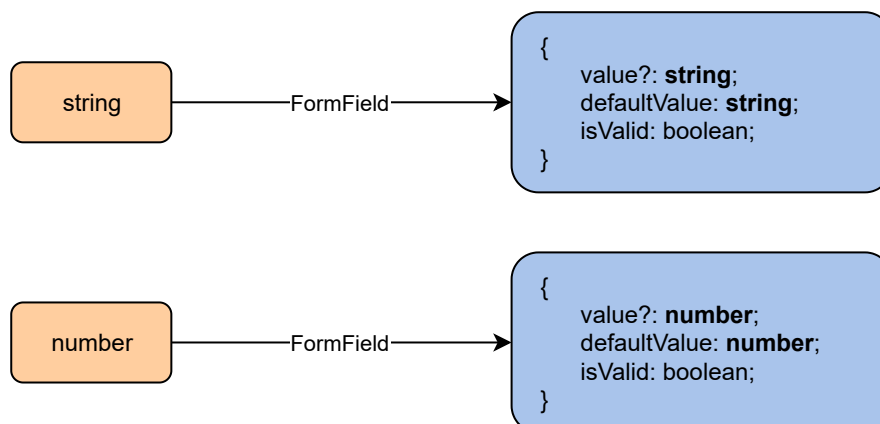 string
FormField
{
value?: string;
defaultValue: string;
isValid: boolean;
}
number
FormField
{
value?: number;
defaultValue: number;
isValid: boolean;
}